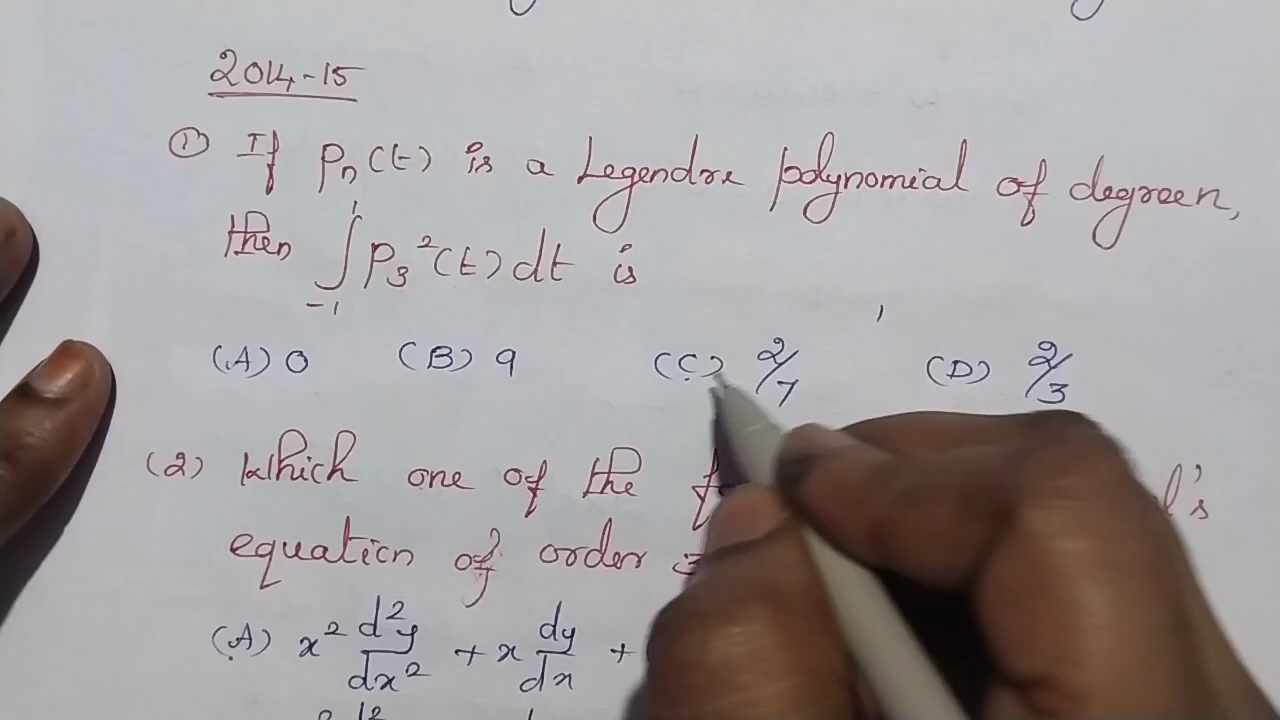 2014-15
① If Pn(t) is a Legendre polynomial of degreen,
then ∫₋₁¹ P₃²(t) dt is
(A) 0 (B) 9 (C) 2/7 (D) 2/3
(2) Which one of the
equation of order
(A) x² d²y/dx² + x dy/dx +